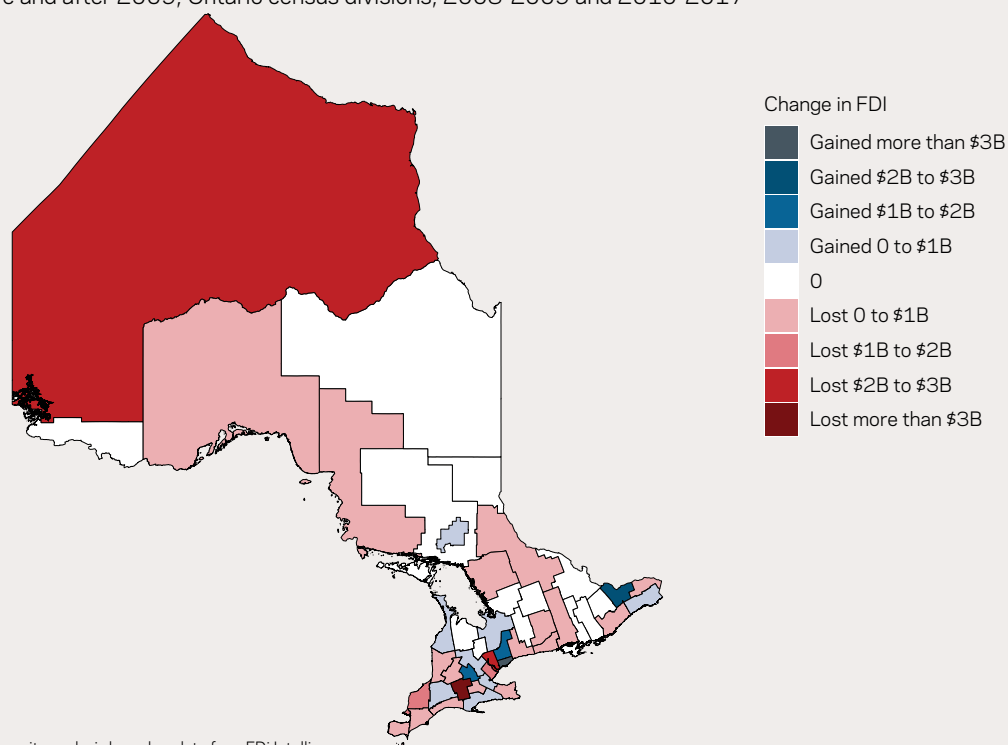 and after 2009, Ontario census divisions, 2003-2009 and 2010-2017
Change in FDI
Gained more than $3B
Gained $2B to $3B
Gained $1B to $2B
Gained 0 to $1B
0
Lost 0 to $1B
Lost $1B to $2B
Lost $2B to $3B
Lost more than $3B